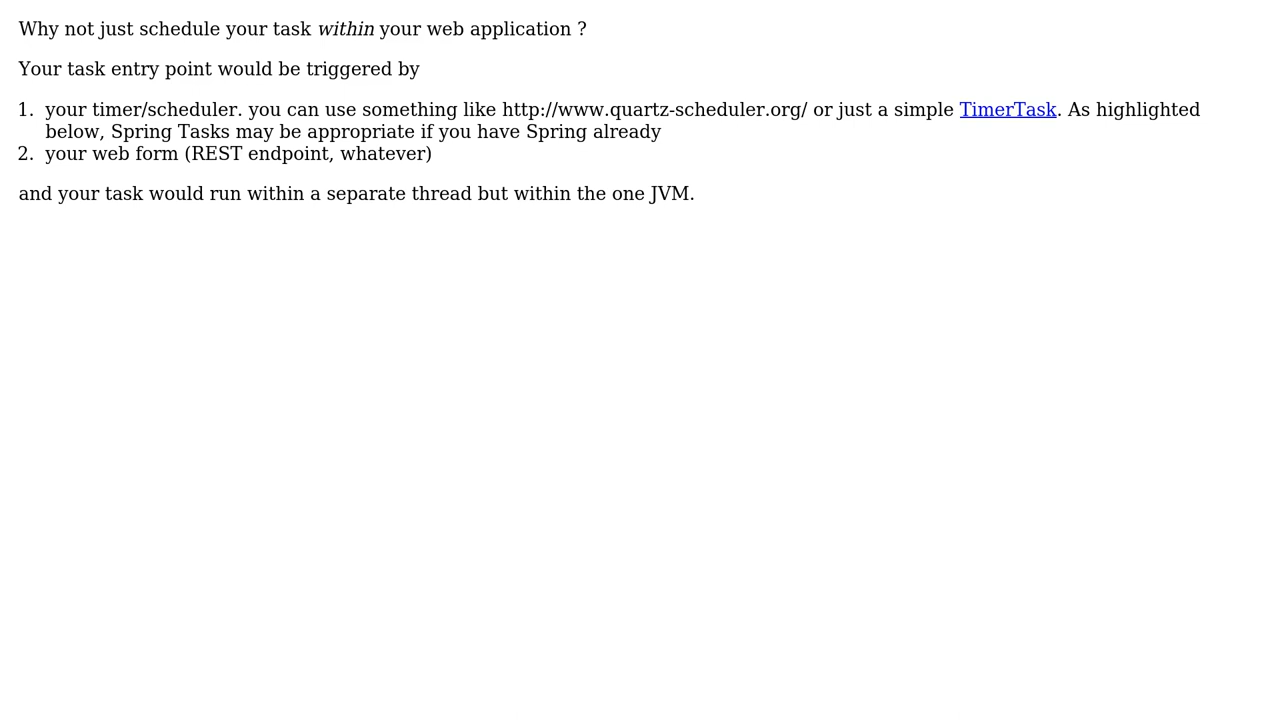 Why not just schedule your task within your web application ?
Your task entry point would be triggered by
1. your timer/scheduler. you can use something like http://www.quartz-scheduler.org/ or just a simple TimerTask. As highlighted
below, Spring Tasks may be appropriate if you have Spring already
2. your web form (REST endpoint, whatever)
and your task would run within a separate thread but within the one JVM.